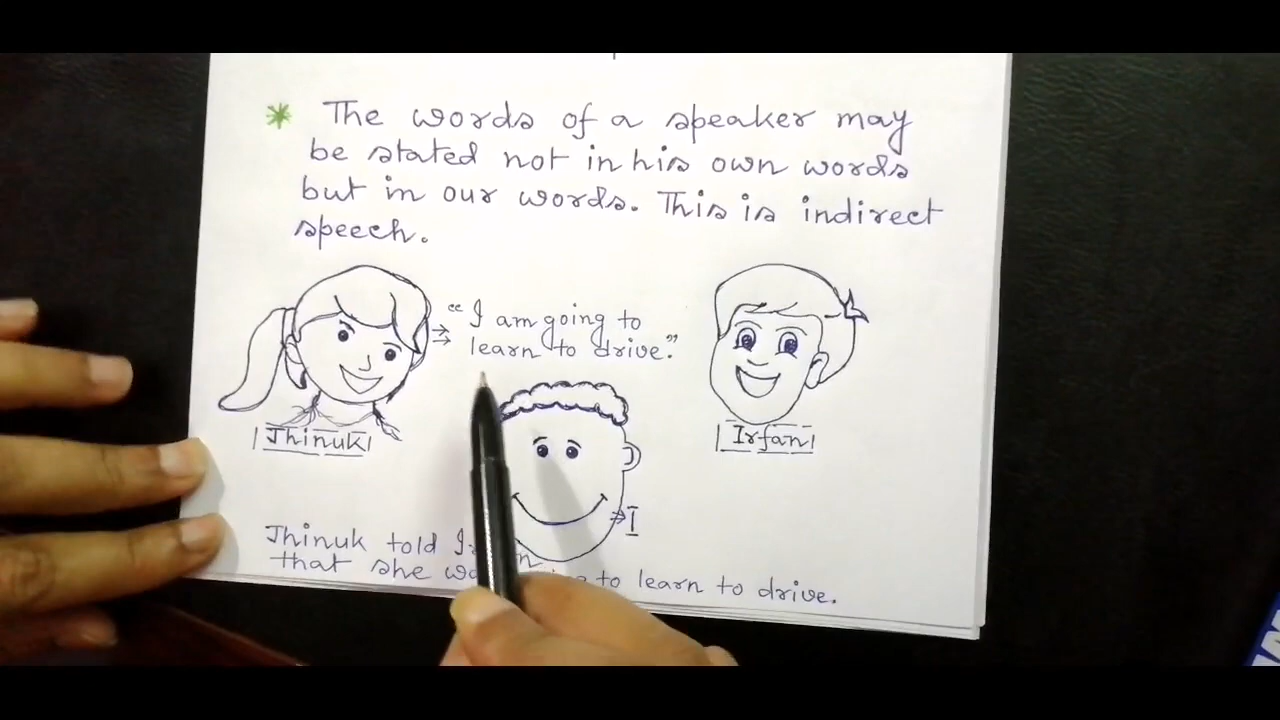 The words of a speaker may
be stated not in his own words
but in our words. This is indirect
speech.
"I am going to
learn to drive."
Jhinuk
Irfan
I
Jhinuk told
that she to learn to drive.